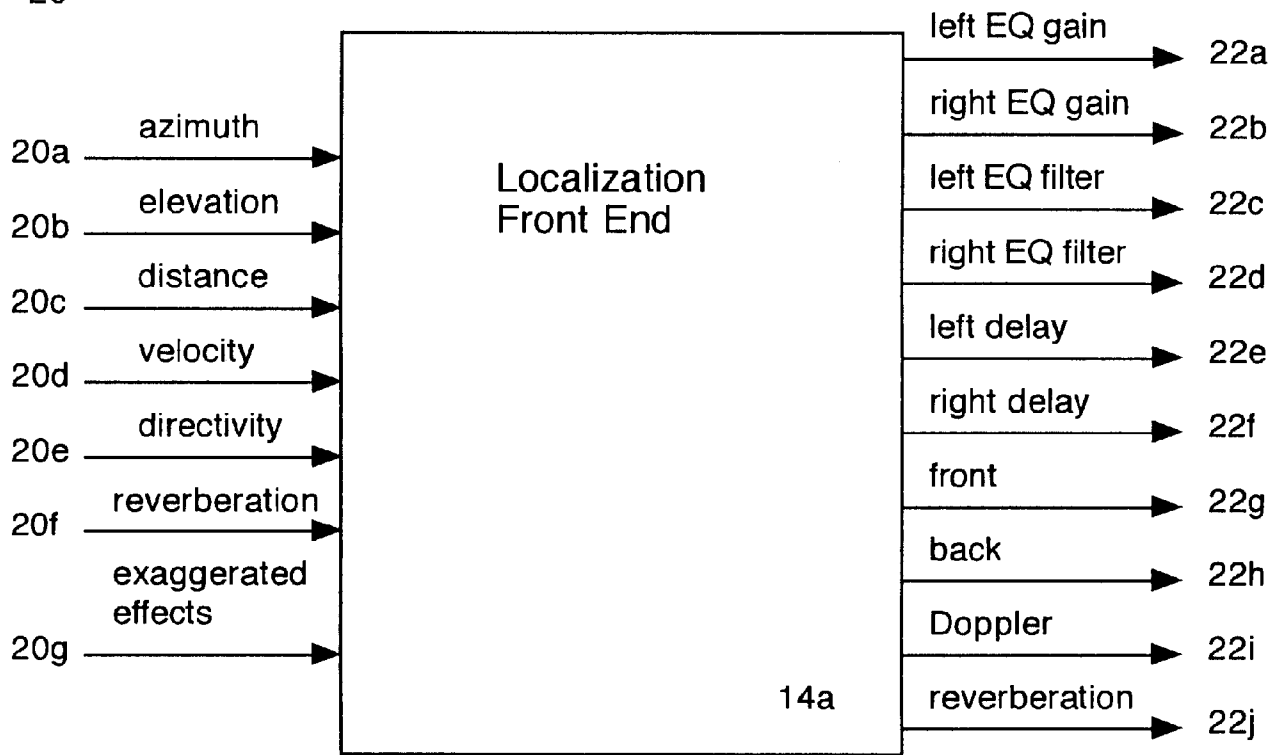 azimuth
20a
elevation
20b
distance
20c
velocity
20d
directivity
20e
reverberation
20f
exaggerated
effects
20g
Localization
Front End
14a
left EQ gain
22a
right EQ gain
22b
left EQ filter
22c
right EQ filter
22d
left delay
22e
right delay
22f
front
22g
back
22h
Doppler
22i
reverberation
22j